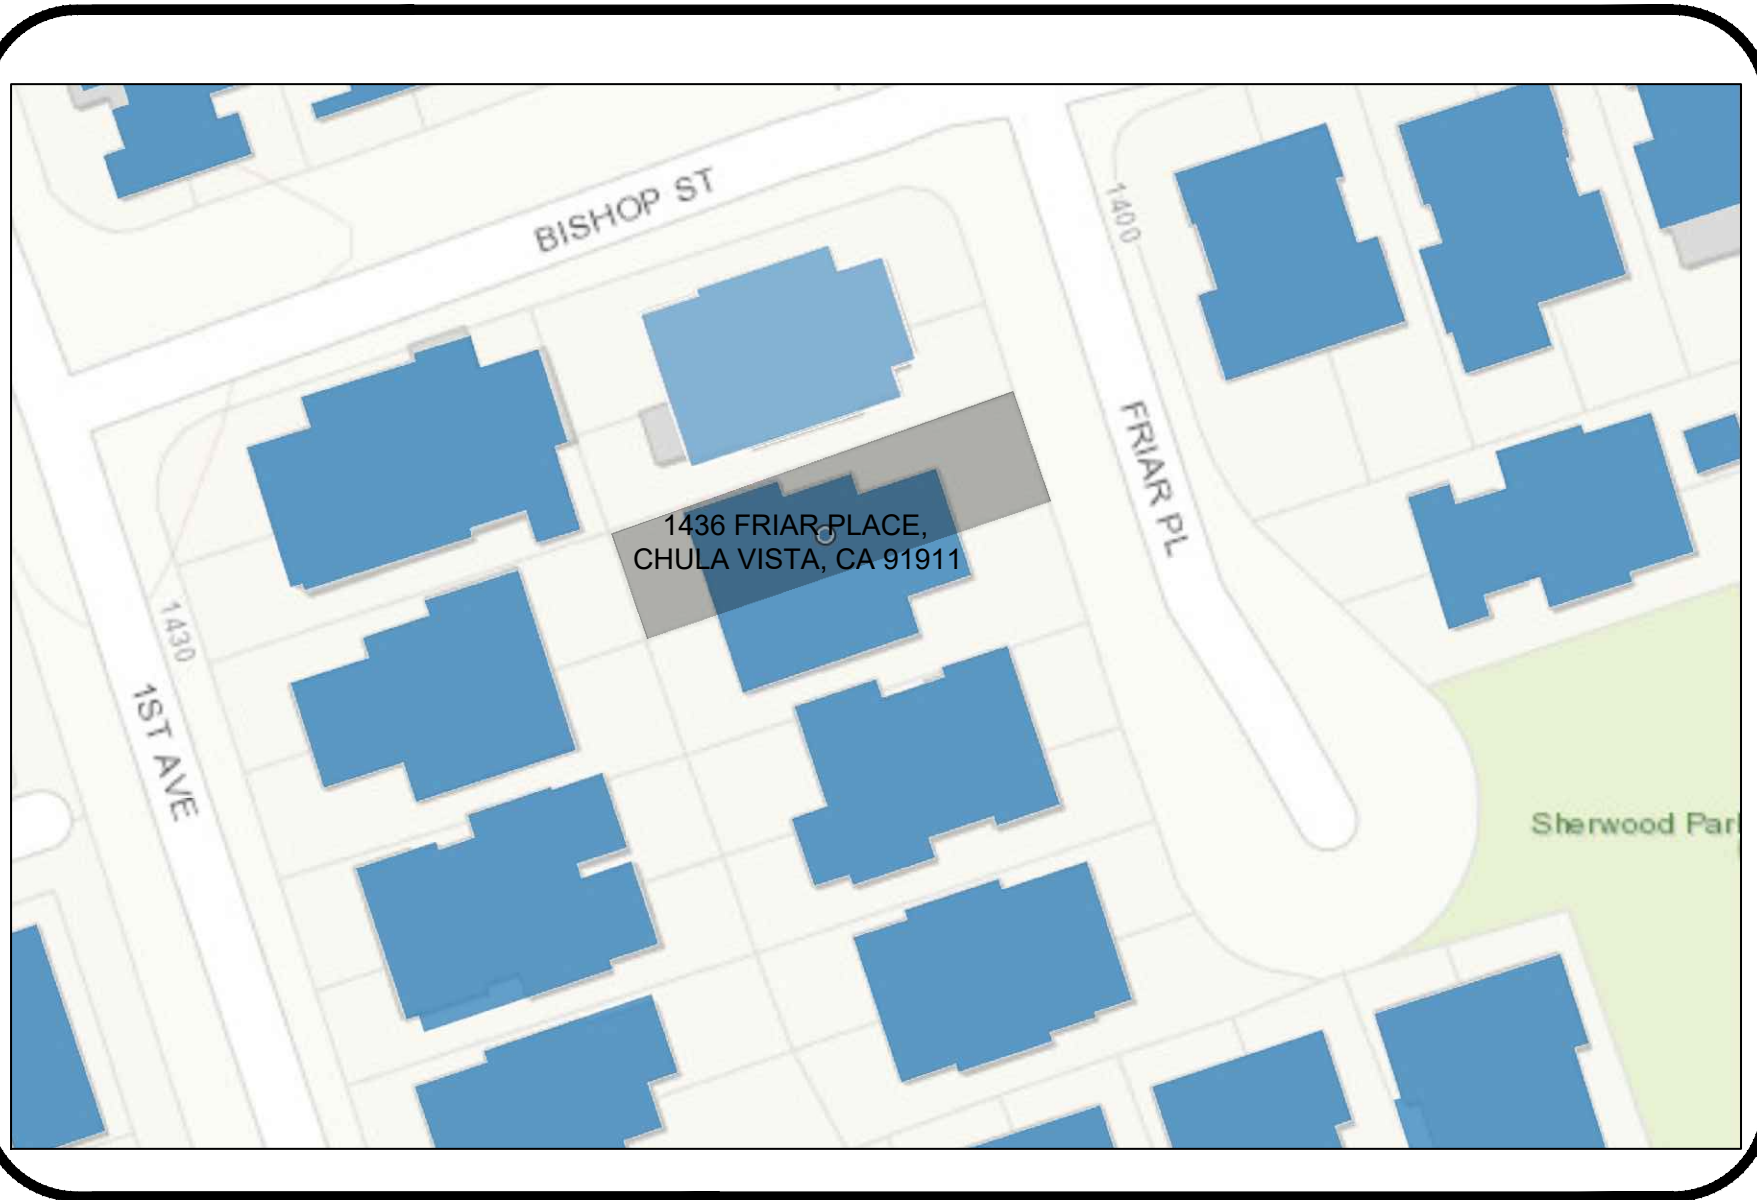 BISHOP ST
1400
1436 FRIAR PLACE,
CHULA VISTA, CA 91911
FRIAR PL
1430
1ST AVE
Sherwood Par